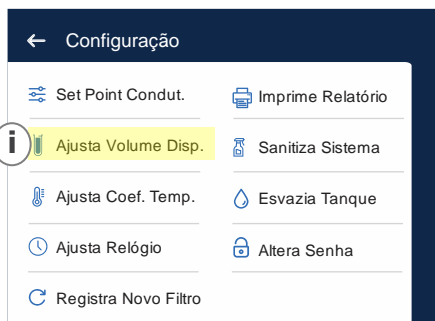 Configuração
Set Point Condut.
Imprime Relatório
i
Ajusta Volume Disp.
Sanitiza Sistema
Ajusta Coef. Temp.
Esvazia Tanque
Ajusta Relógio
Altera Senha
Registra Novo Filtro